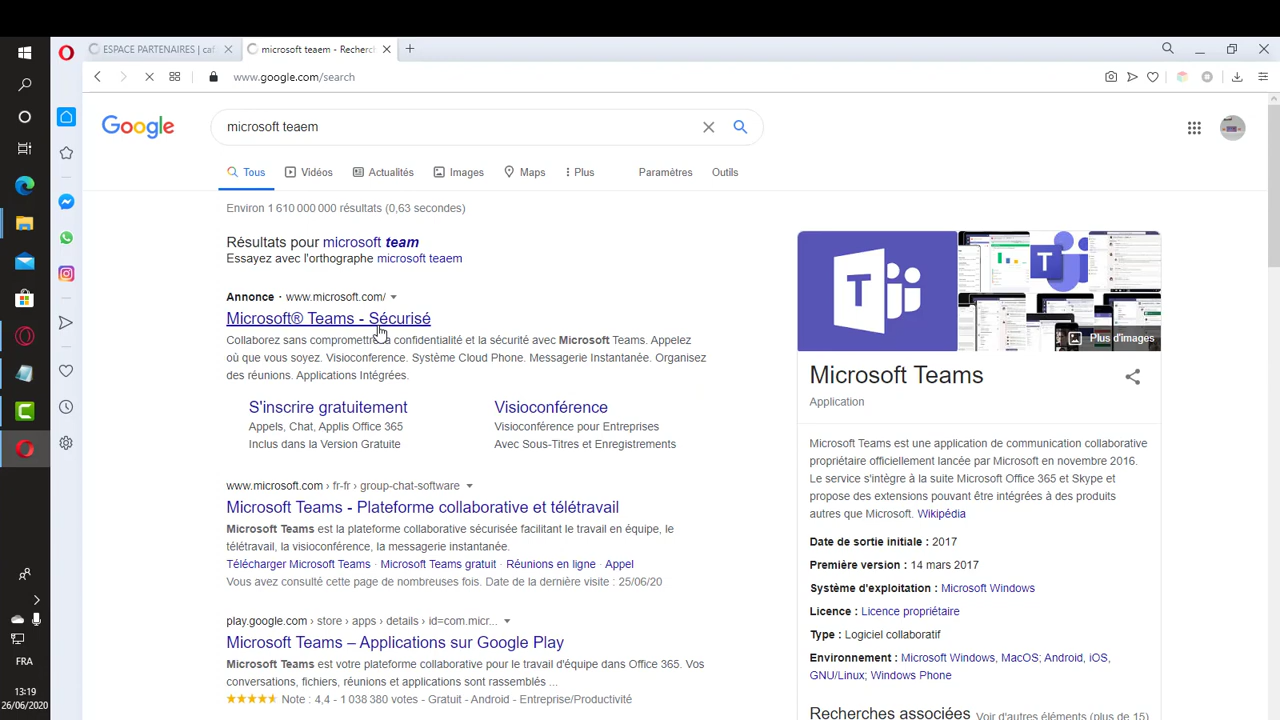 ESPACE PARTENAIRES | caf
microsoft teaem - Recherc
www.google.com/search
Google
microsoft teaem
Tous
Vidéos
Actualités
Images
Maps
Plus
Paramètres
Outils
Environ 1 610 000 000 résultats (0,63 secondes)
Résultats pour microsoft team
Essayez avec l'orthographe microsoft teaem
Annonce · www.microsoft.com/
Microsoft® Teams - Sécurisé
Collaborez sans compromettre la confidentialité et la sécurité avec Microsoft Teams. Appelez
où que vous soyez. Visioconference. Système Cloud Phone. Messagerie Instantanée. Organisez
des réunions. Applications Intégrées.
S'inscrire gratuitement
Appels, Chat, Applis Office 365
Inclus dans la Version Gratuite
Visioconférence
Visioconférence pour Entreprises
Avec Sous-Titres et Enregistrements
www.microsoft.com › fr-fr › group-chat-software
Microsoft Teams - Plateforme collaborative et télétravail
Microsoft Teams est la plateforme collaborative sécurisée facilitant le travail en équipe, le
télétravail, la visioconférence, la messagerie instantanée.
Télécharger Microsoft Teams · Microsoft Teams gratuit · Réunions en ligne · Appel
Vous avez consulté cette page de nombreuses fois. Date de la dernière visite : 25/06/20
play.google.com › store › apps › details › id=com.micr...
Microsoft Teams – Applications sur Google Play
Microsoft Teams est votre plateforme collaborative pour le travail d'équipe dans Office 365. Vos
conversations, fichiers, réunions et applications sont rassemblés ...
Note : 4,4 - 1 038 380 votes - Gratuit - Android - Entreprise/Productivité
T
T
Plus d'images
Microsoft Teams
Application
Microsoft Teams est une application de communication collaborative
propriétaire officiellement lancée par Microsoft en novembre 2016.
Le service s'intègre à la suite Microsoft Office 365 et Skype et
propose des extensions pouvant être intégrées à des produits
autres que Microsoft. Wikipédia
Date de sortie initiale : 2017
Première version : 14 mars 2017
Système d'exploitation : Microsoft Windows
Licence : Licence propriétaire
Type : Logiciel collaboratif
Environnement : Microsoft Windows, MacOS; Android, iOS,
GNU/Linux; Windows Phone
Recherches associées
Voir d'autres éléments (plus de 15)
FRA
13:19
26/06/2020